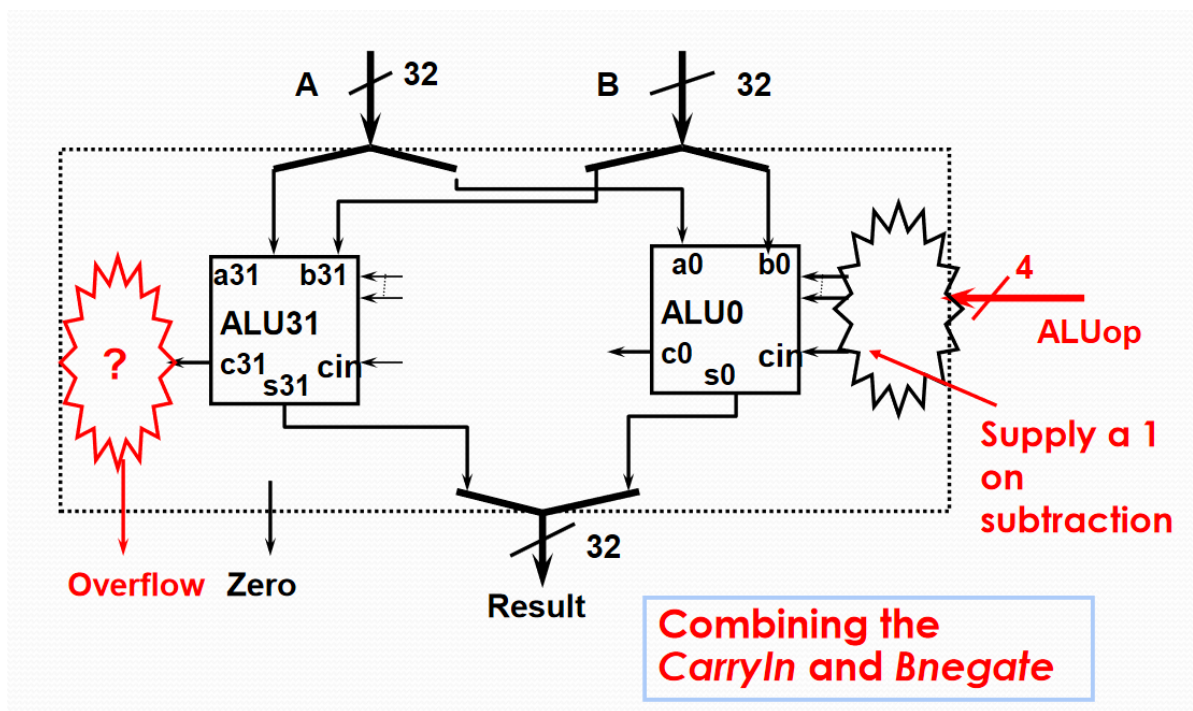 A 32 B 32
a31 b31
ALU31
c31 cin
s31
a0 b0
ALU0
c0 cin
s0
4
ALUop
?
Supply a 1
on
subtraction
32
Overflow Zero
Result
Combining the
CarryIn and Bnegate